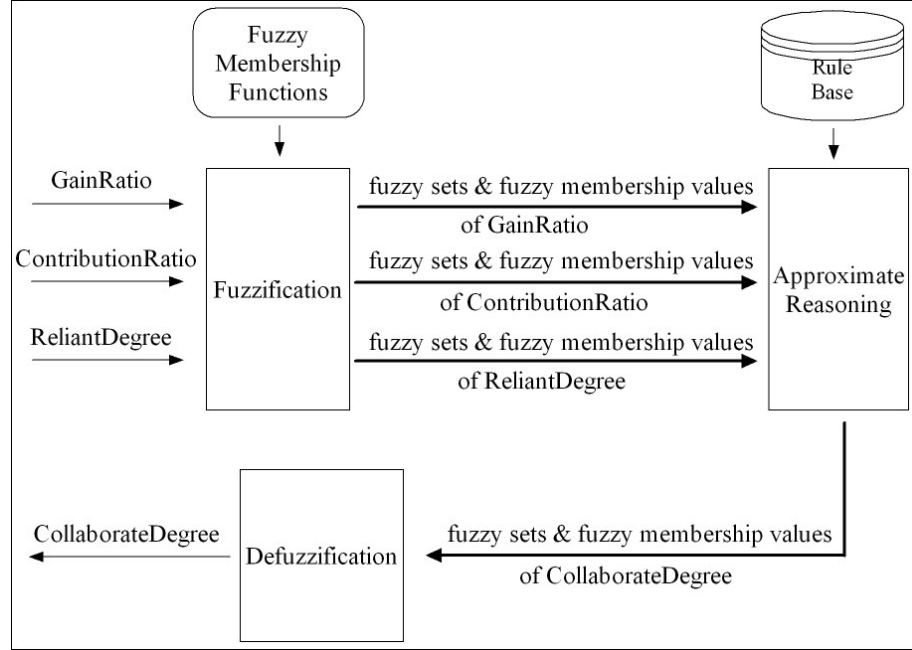 Fuzzy
Membership
Functions
Rule
Base
GainRatio
ContributionRatio
ReliantDegree
Fuzzification
fuzzy sets & fuzzy membership values
of GainRatio
fuzzy sets & fuzzy membership values
of ContributionRatio
fuzzy sets & fuzzy membership values
of ReliantDegree
Approximate
Reasoning
CollaborateDegree
Defuzzification
fuzzy sets & fuzzy membership values
of CollaborateDegree